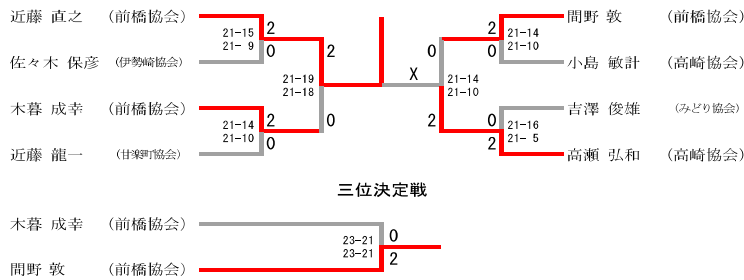 近藤 直之 (前橋協会) 2 間野 敦 (前橋協会)
21-15 2 0 21-14
21- 9 0 0 21-10
佐々木 保彦 (伊勢崎協会) 小島 敏計 (高崎協会)
21-19 X 21-14
21-18 21-10
木暮 成幸 (前橋協会) 吉澤 俊雄 (みどり協会)
21-14 2 0 2 0 21-16
21-10 0 2 21- 5
近藤 龍一 (甘楽町協会) 高瀬 弘和 (高崎協会)
三位決定戦
木暮 成幸 (前橋協会)
23-21 0
23-21 2
間野 敦 (前橋協会)